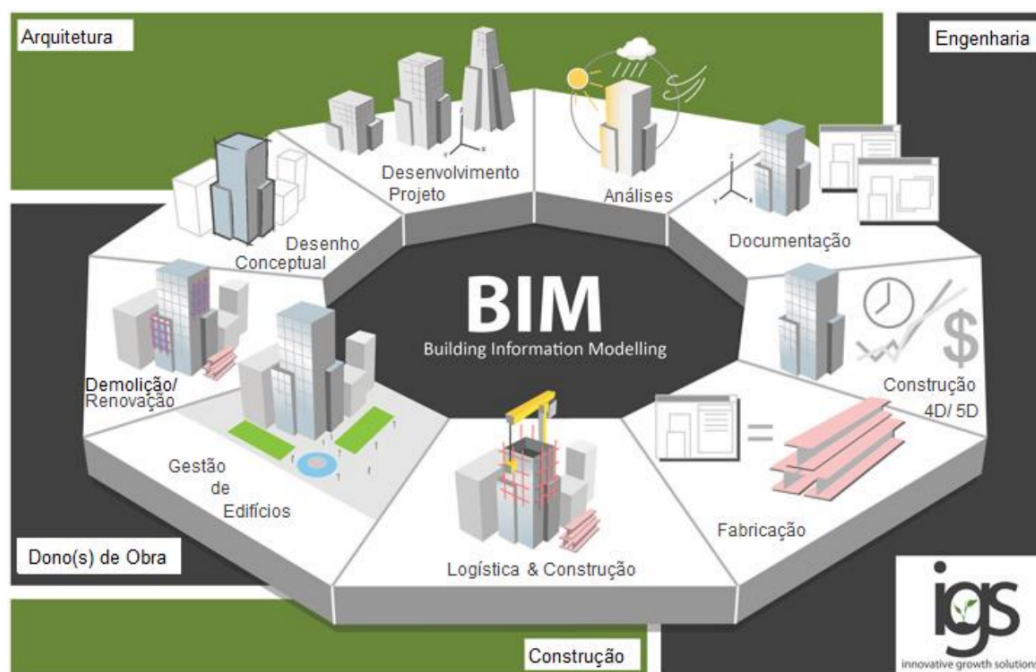 Arquitetura
Engenharia
Desenvolvimento
Projeto
Análises
Documentação
Desenho
Conceptual
BIM
Building Information Modelling
Construção
4D/ 5D
$
Demolição/
Renovação
Gestão
de
Edifícios
=
Fabricação
Logística & Construção
Dono(s) de Obra
Construção
igs
innovative growth solutions